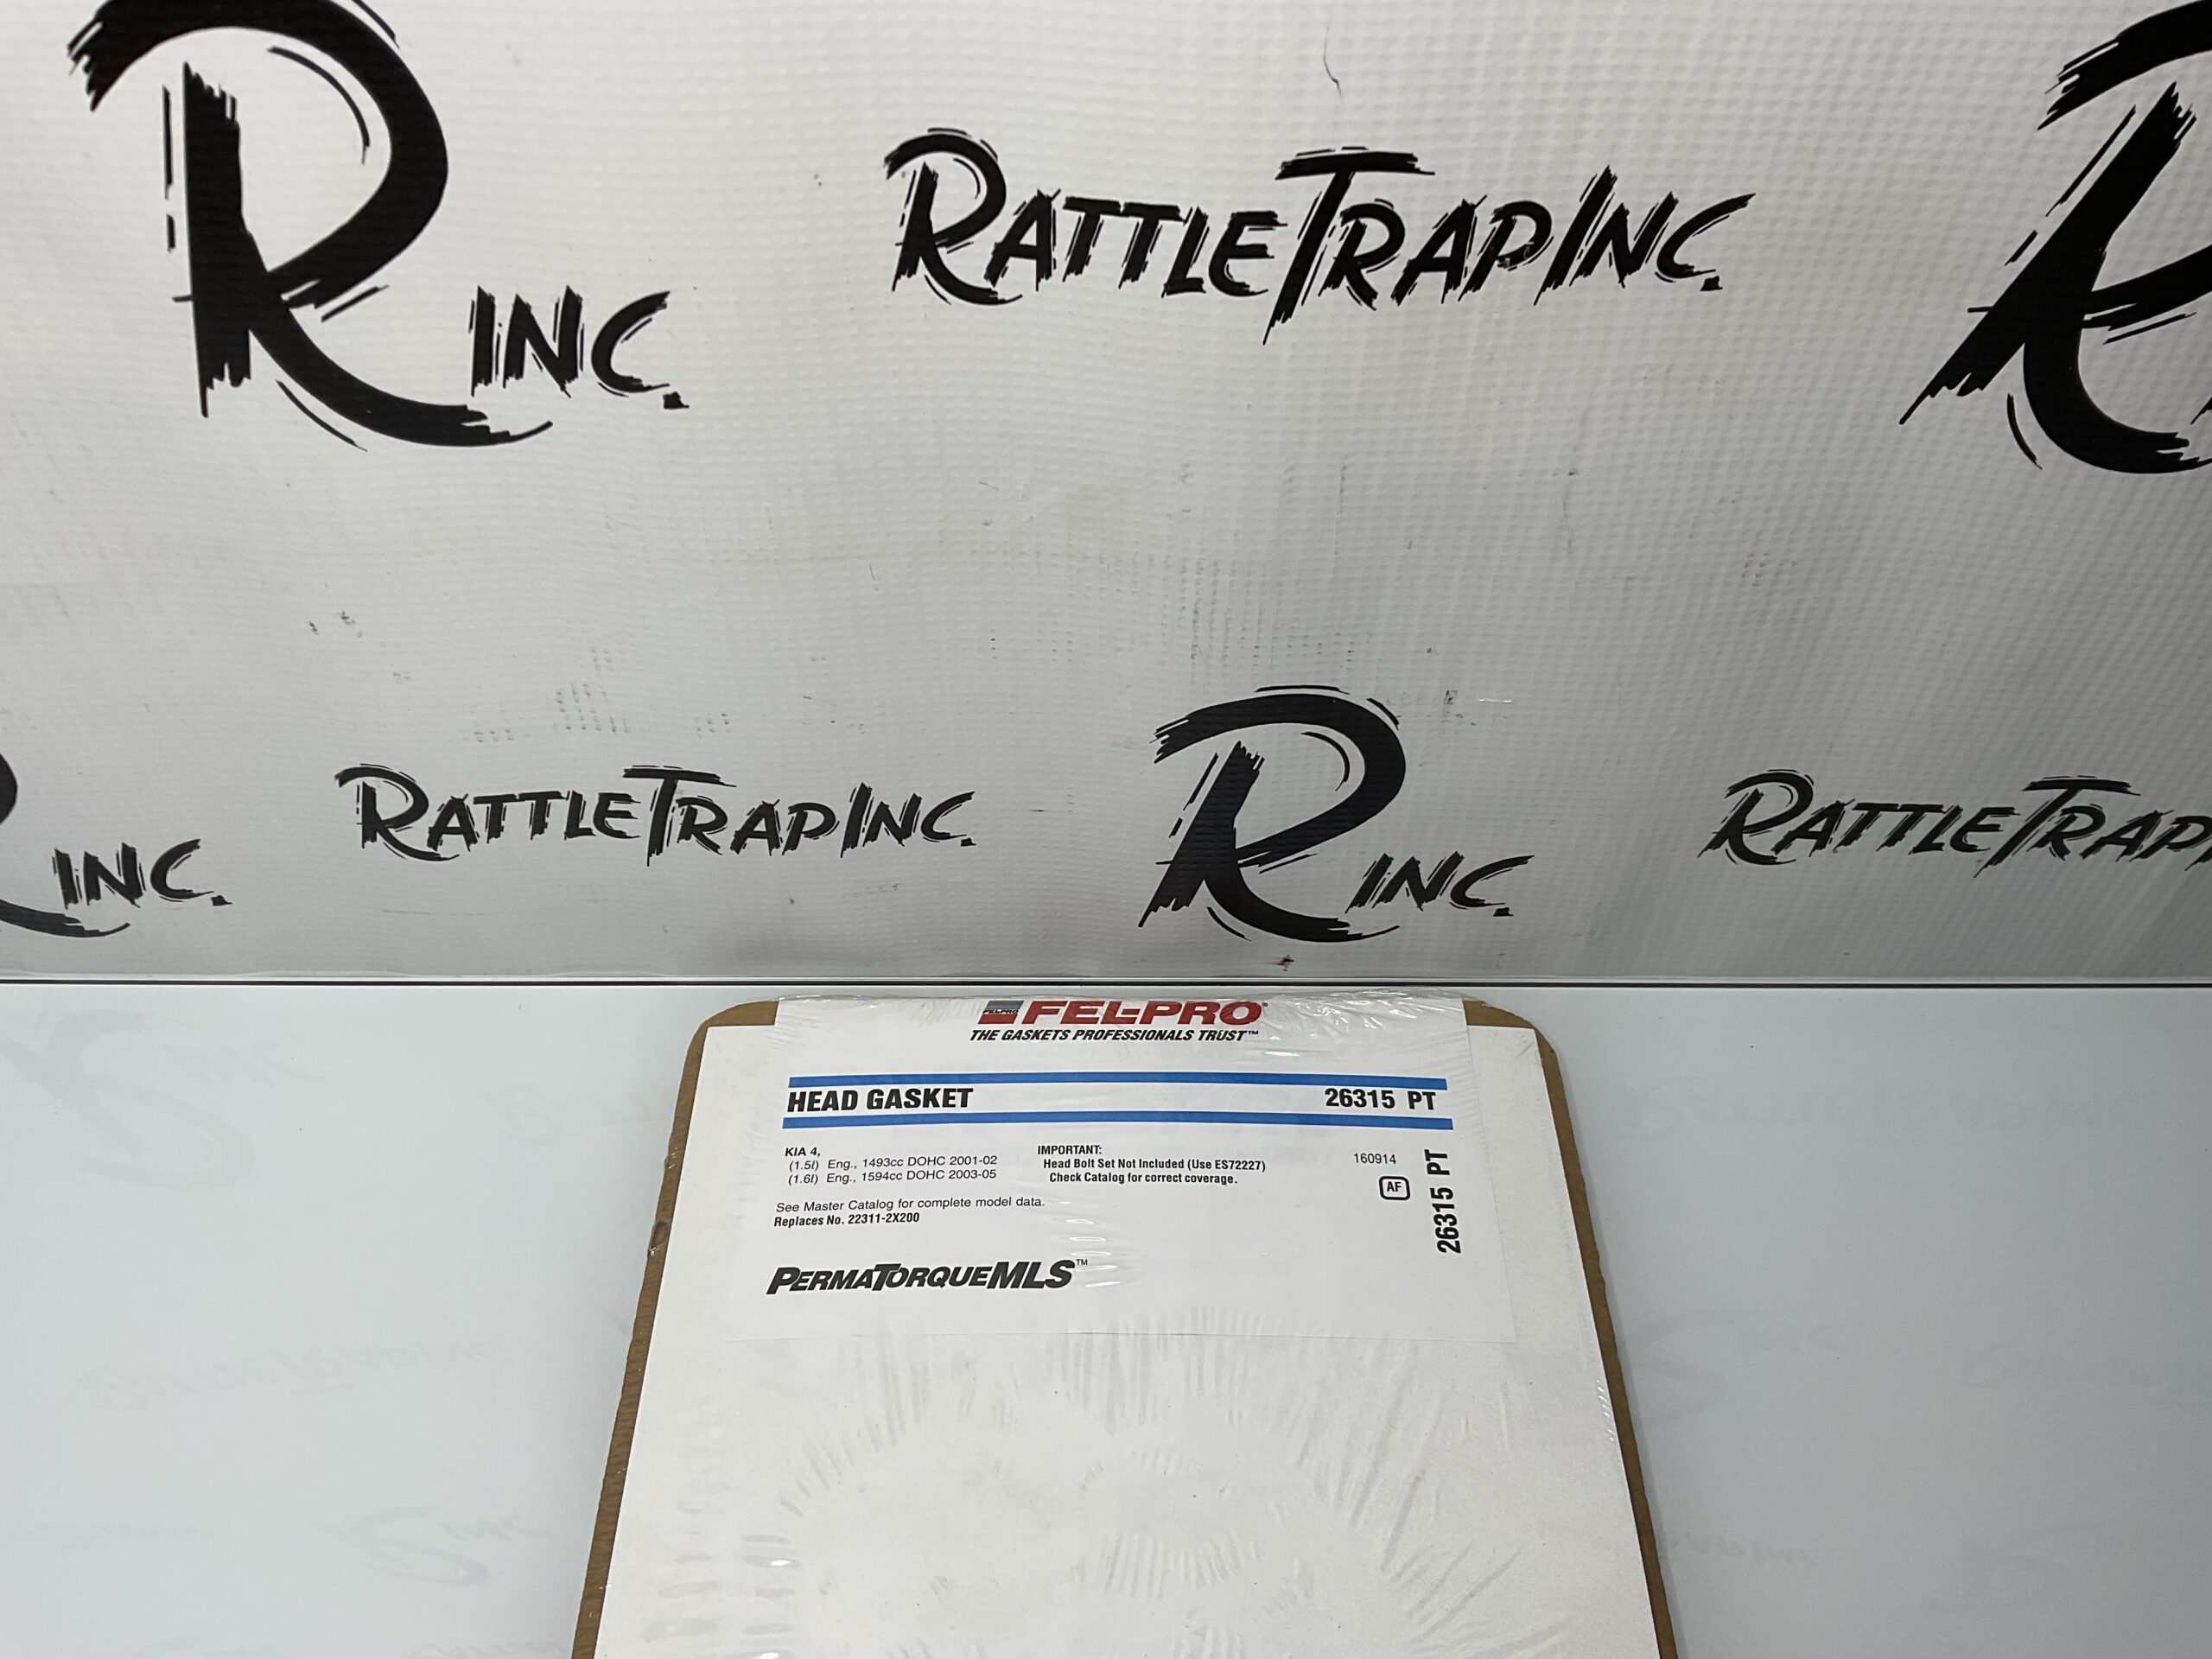 R INC.
RATTLETRAPINC.
R
R INC.
RATTLETRAPINC.
R INC.
RATTLETRAP
FEL-PRO
FEL-PRO®
THE GASKETS PROFESSIONALS TRUST™
HEAD GASKET 26315 PT
KIA 4,
(1.5ℓ) Eng., 1493cc DOHC 2001-02
(1.6ℓ) Eng., 1594cc DOHC 2003-05
See Master Catalog for complete model data.
Replaces No. 22311-2X200
IMPORTANT:
Head Bolt Set Not Included (Use ES72227)
Check Catalog for correct coverage.
160914
AF
26315 PT
PERMATORQUEMLS™